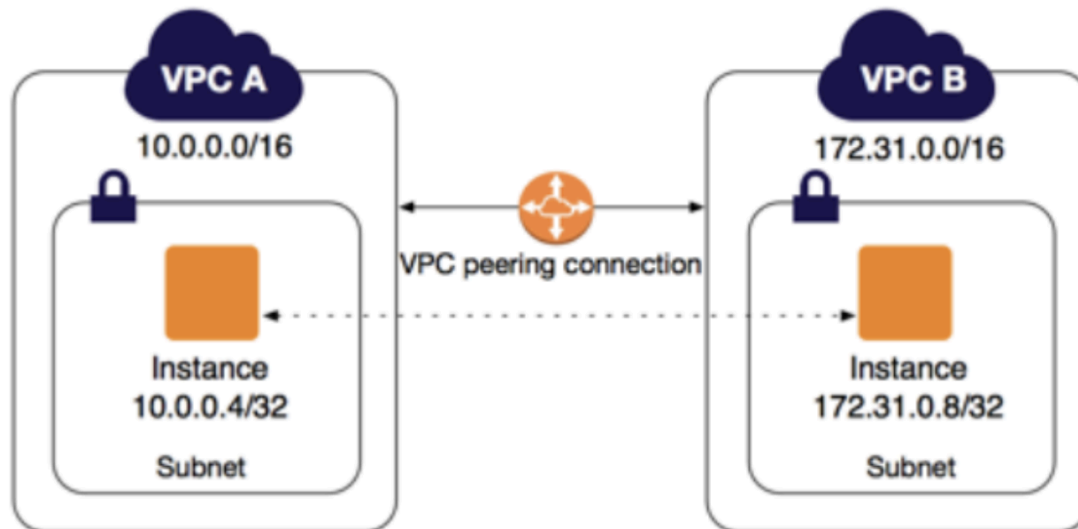 VPC A
10.0.0.0/16
Instance
10.0.0.4/32
Subnet
VPC peering connection
VPC B
172.31.0.0/16
Instance
172.31.0.8/32
Subnet